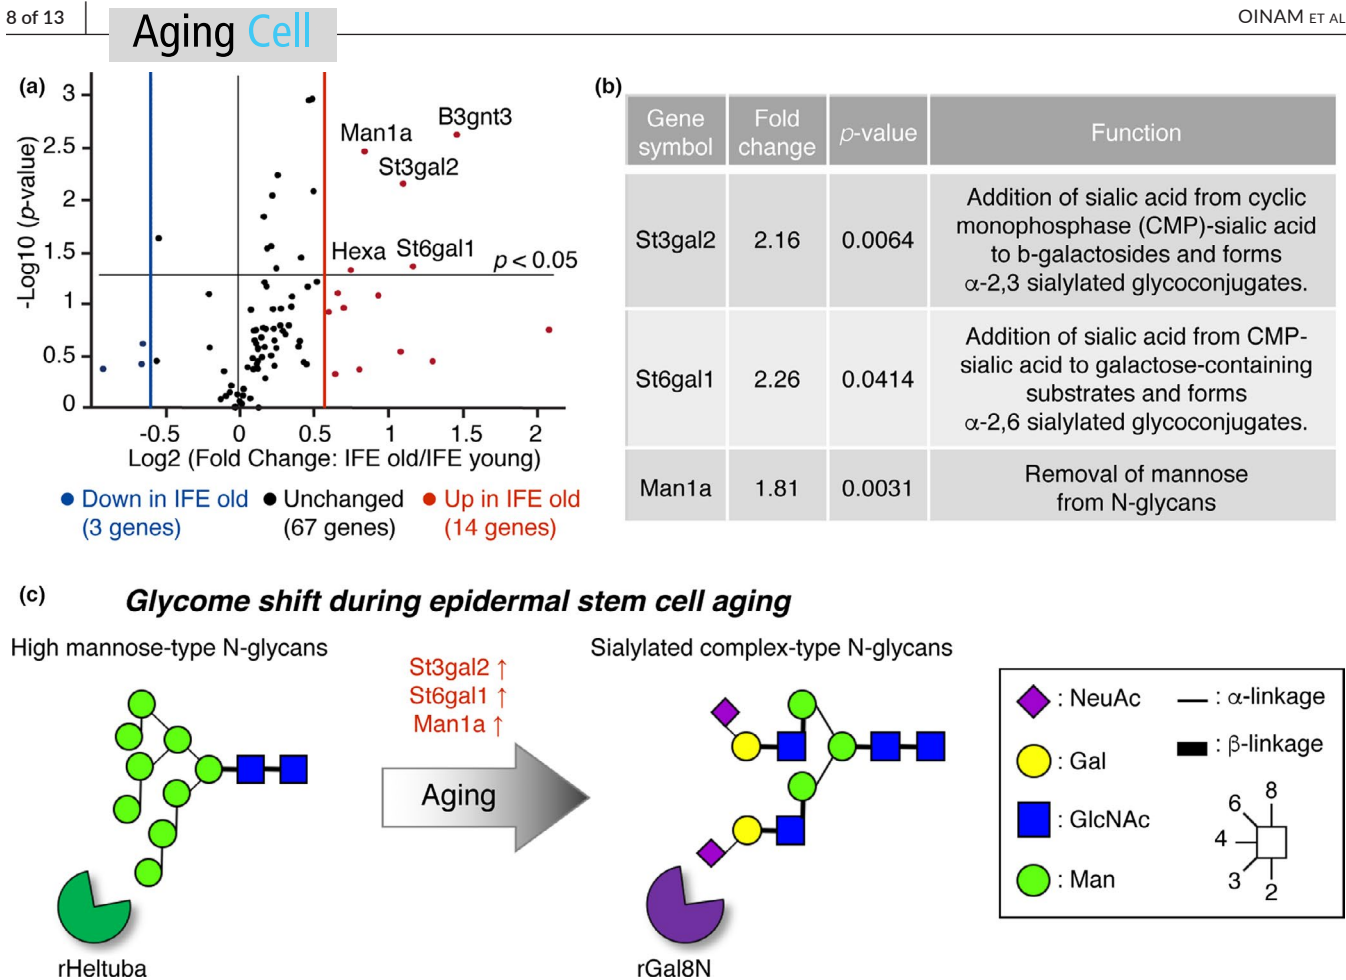 8 of 13
OINAM ET AL
Aging Cell
(a)
3
2.5
2
1.5
1
0.5
0
-Log10 (p-value)
B3gnt3
Man1a
St3gal2
Hexa
St6gal1
p < 0.05
-0.5
0
0.5
1
1.5
2
Log2 (Fold Change: IFE old/IFE young)
Down in IFE old
(3 genes)
Unchanged
(67 genes)
Up in IFE old
(14 genes)
(b)
Gene
symbol
Fold
change
p-value
Function
St3gal2
2.16
0.0064
Addition of sialic acid from cyclic
monophosphase (CMP)-sialic acid
to b-galactosides and forms
α-2,3 sialylated glycoconjugates.
St6gal1
2.26
0.0414
Addition of sialic acid from CMP-
sialic acid to galactose-containing
substrates and forms
α-2,6 sialylated glycoconjugates.
Man1a
1.81
0.0031
Removal of mannose
from N-glycans
(c)
Glycome shift during epidermal stem cell aging
High mannose-type N-glycans
St3gal2 ↑
St6gal1 ↑
Man1a ↑
Aging
Sialylated complex-type N-glycans
rHeltuba
rGal8N
: NeuAc
: Gal
: GlcNAc
: Man
: α-linkage
: β-linkage
8
6
4
3
2